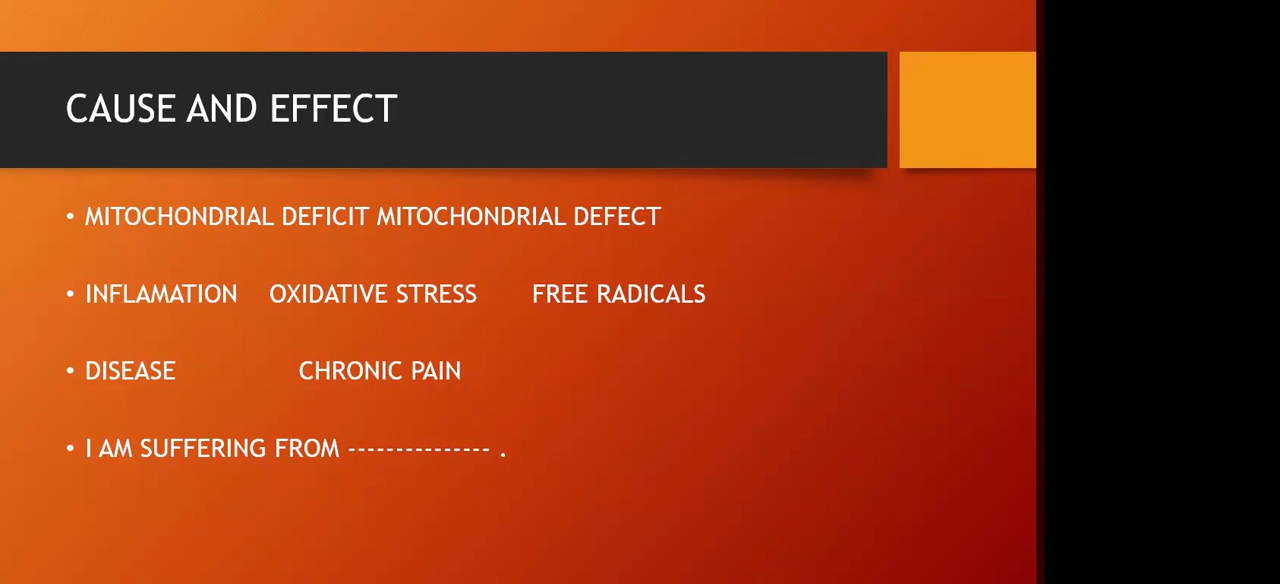 CAUSE AND EFFECT
• MITOCHONDRIAL DEFICIT MITOCHONDRIAL DEFECT
• INFLAMATION OXIDATIVE STRESS FREE RADICALS
• DISEASE CHRONIC PAIN
• I AM SUFFERING FROM --------------- .